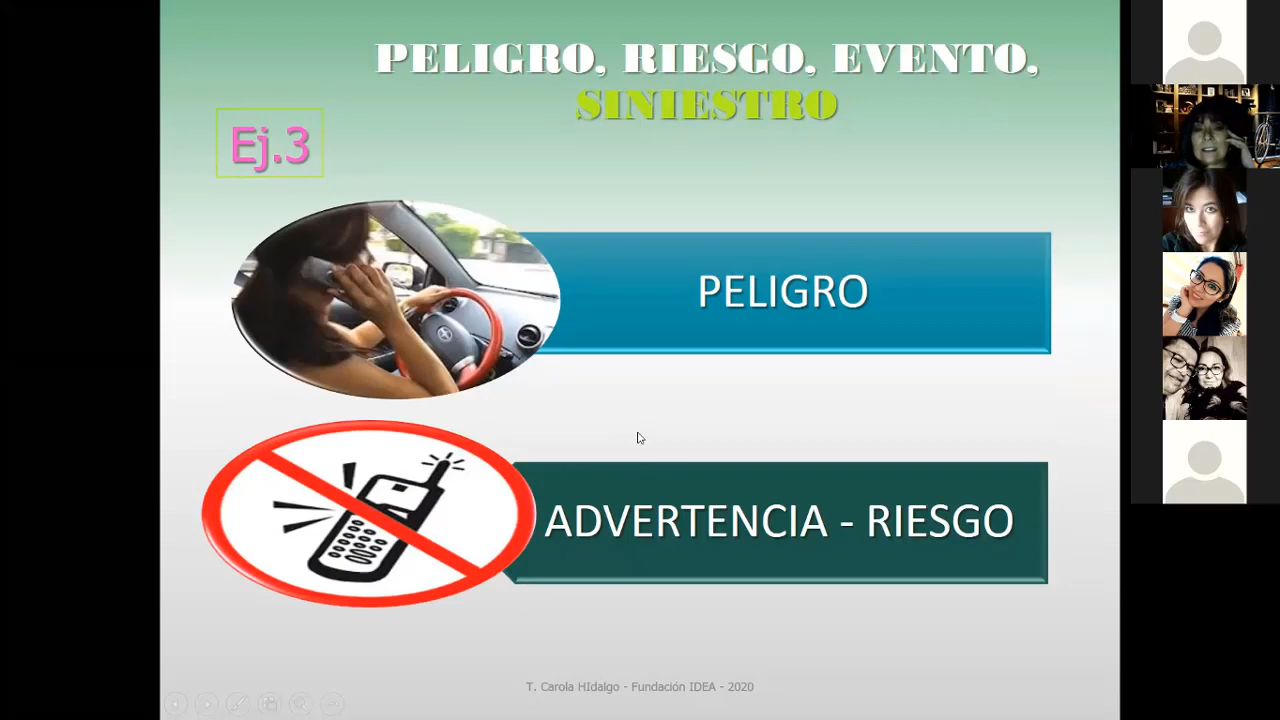 PELIGRO, RIESGO, EVENTO,
SINIESTRO
Ej.3
PELIGRO
ADVERTENCIA - RIESGO
T. Carola HIdalgo - Fundación IDEA - 2020